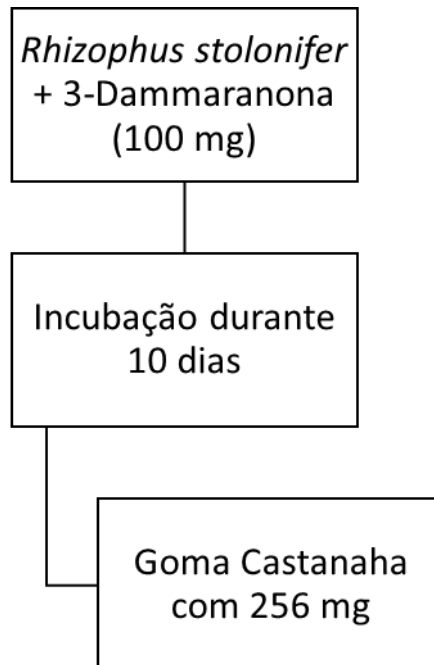 Rhizophus stolonifer
+ 3-Dammaranona
(100 mg)
Incubação durante
10 dias
Goma Castanaha
com 256 mg